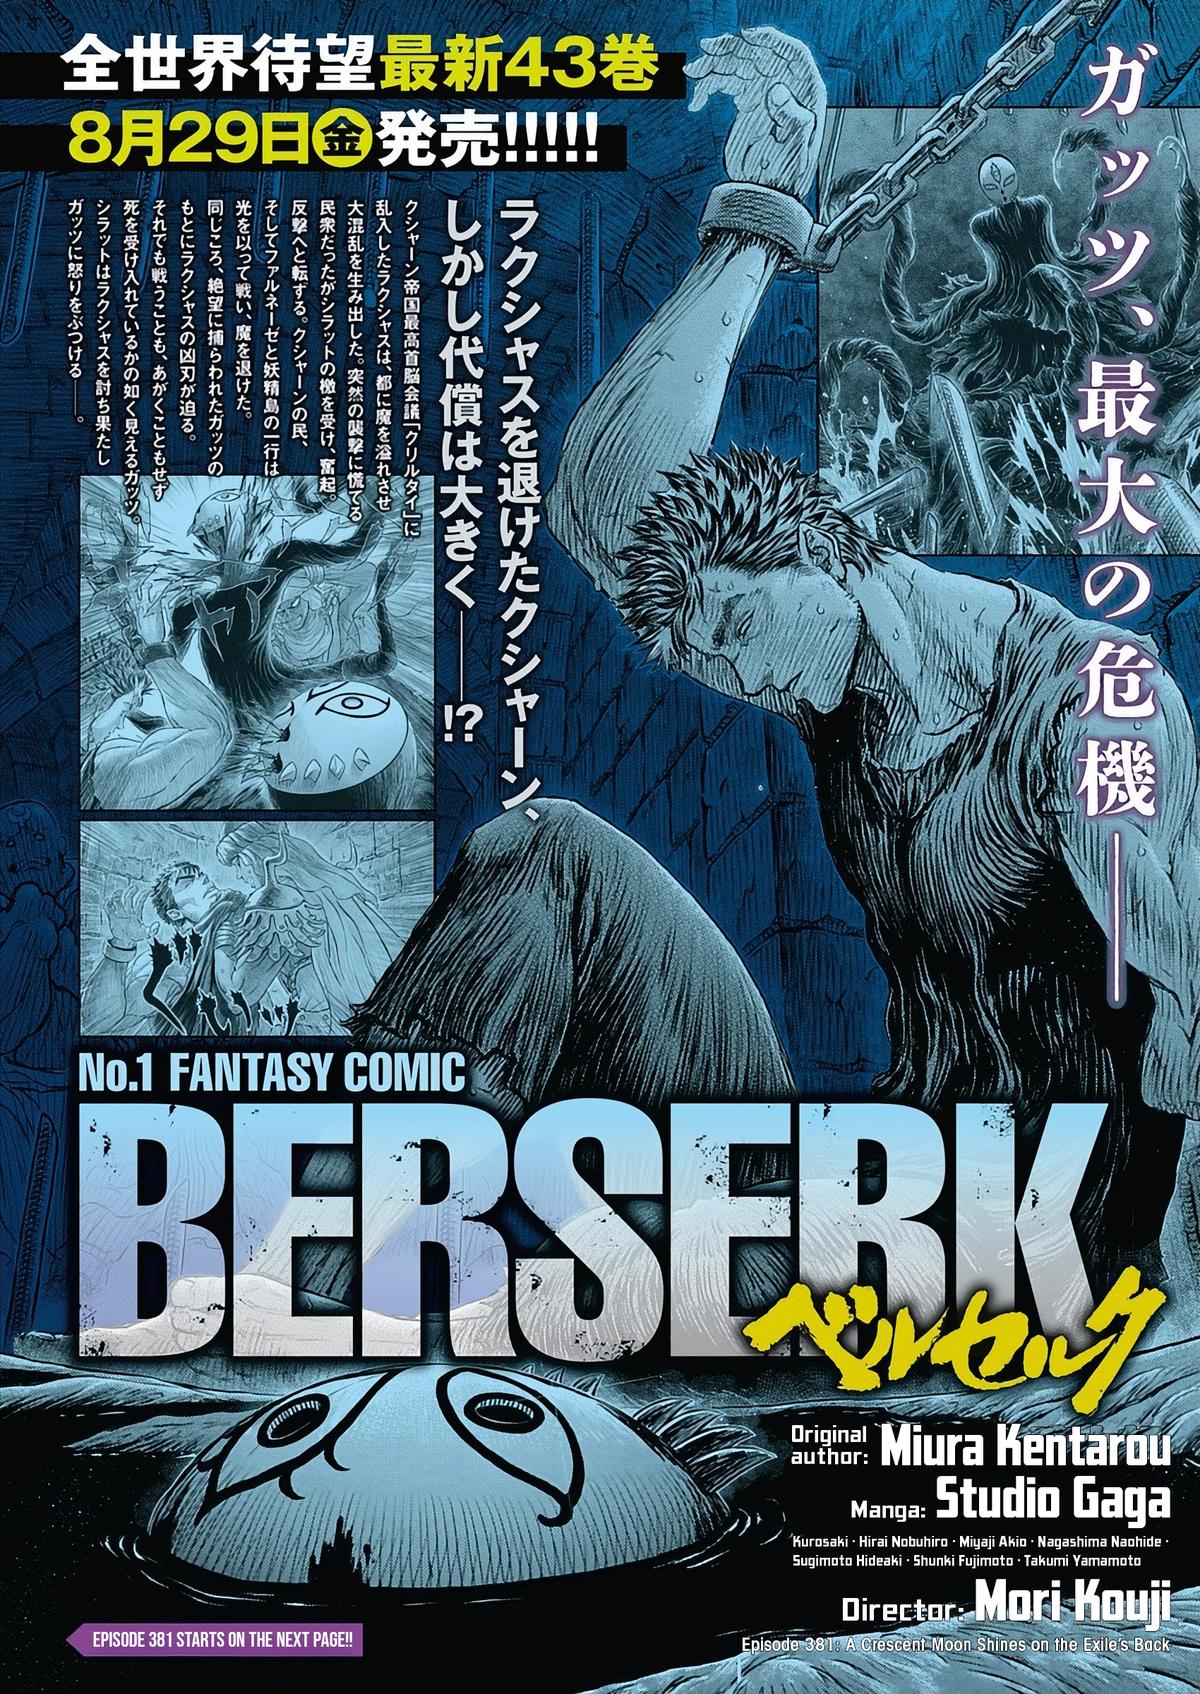 全世界待望最新43巻
8月29日㊎発売!!!!!
ガッツ、最大の危機――
ラクシャスを退けたクシャーン、
しかし代償は大きく――!?
クシャーン帝国最高首脳会議「クリルタイ」に
乱入したラクシャスは、都に魔を溢れさせ
大混乱を生み出した。突然の襲撃に慌てる
民衆だったがシラットの檄を受け、奮起。
反撃へと転する。クシャーンの民、
そしてファルネーゼと妖精島の一行は
光を以って戦い、魔を退けた。
同じころ、絶望に捕らわれたガッツの
もとにラクシャスの凶刃が迫る。
それでも戦うことも、あがくこともせず
死を受け入れているかの如く見えるガッツ。
シラットはラクシャスを討ち果たし
ガッツに怒りをぶつける――。
No.1 FANTASY COMIC
BERSERK
ベルセルク
Original
author: Miura Kentarou
Manga: Studio Gaga
Kurosaki · Hirai Nobuhiro · Miyaji Akio · Nagashima Naohide ·
Sugimoto Hideaki · Shunki Fujimoto · Takumi Yamamoto
Director: Mori Kouji
Episode 381: A Crescent Moon Shines on the Exile's Back
EPISODE 381 STARTS ON THE NEXT PAGE!!